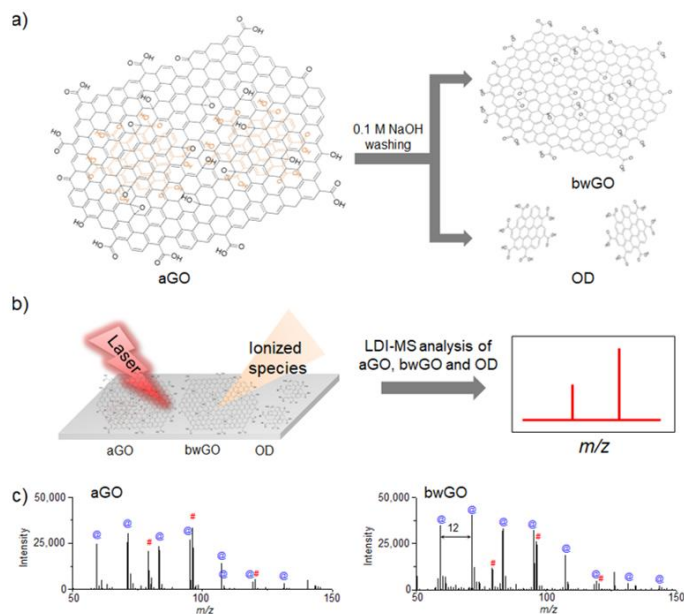 a)
0.1 M NaOH
washing
aGO
bwGO
OD
b)
Laser
Ionized
species
aGO bwGO OD
LDI-MS analysis of
aGO, bwGO and OD
m/z
c)
aGO
50,000
25,000
0
Intensity
50 100 150
m/z
@ @ # @ @ # @ @ # @
bwGO
50,000
25,000
0
Intensity
50 100 150
m/z
@ 12 @ # @ @ # @ @ # @ @